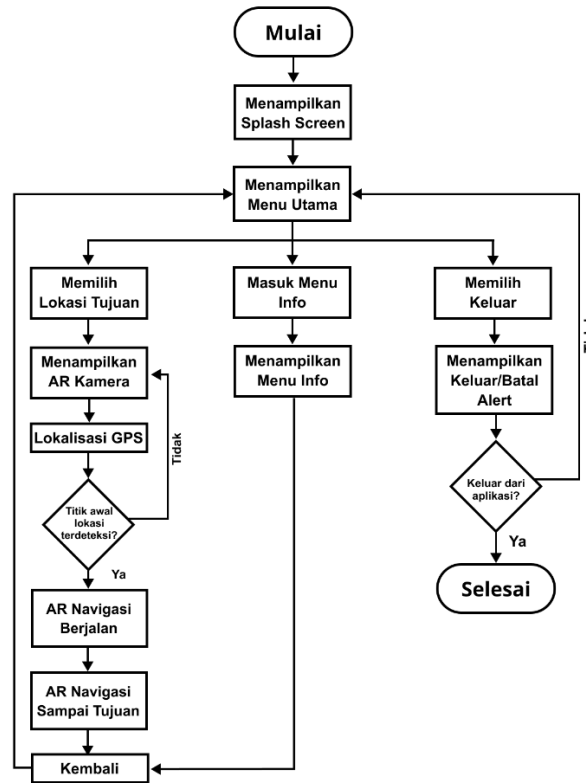 Mulai
Menampilkan
Splash Screen
Menampilkan
Menu Utama
Memilih
Lokasi Tujuan
Masuk Menu
Info
Memilih
Keluar
Menampilkan
AR Kamera
Menampilkan
Menu Info
Menampilkan
Keluar/Batal
Alert
Lokalisasi GPS
Tidak
Titik awal
lokasi
terdeteksi?
Keluar dari
aplikasi?
Ya
Ya
Selesai
AR Navigasi
Berjalan
AR Navigasi
Sampai Tujuan
Kembali